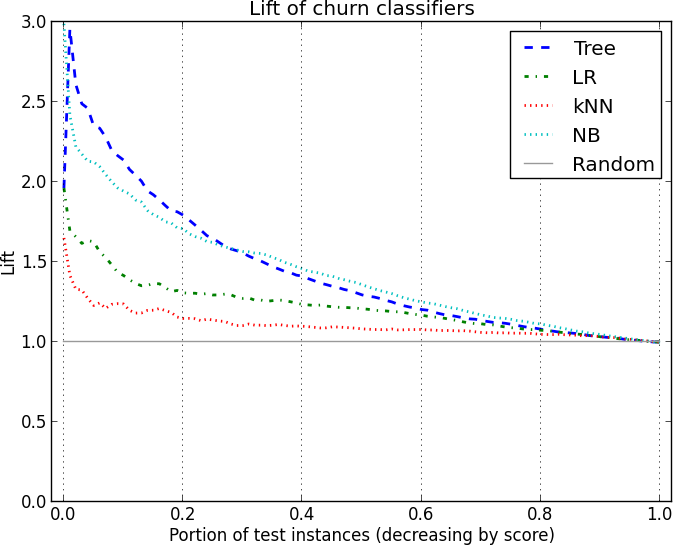 Lift of churn classifiers
3.0
2.5
2.0
1.5
1.0
0.5
0.0
Lift
Tree
LR
kNN
NB
Random
0.0 0.2 0.4 0.6 0.8 1.0
Portion of test instances (decreasing by score)